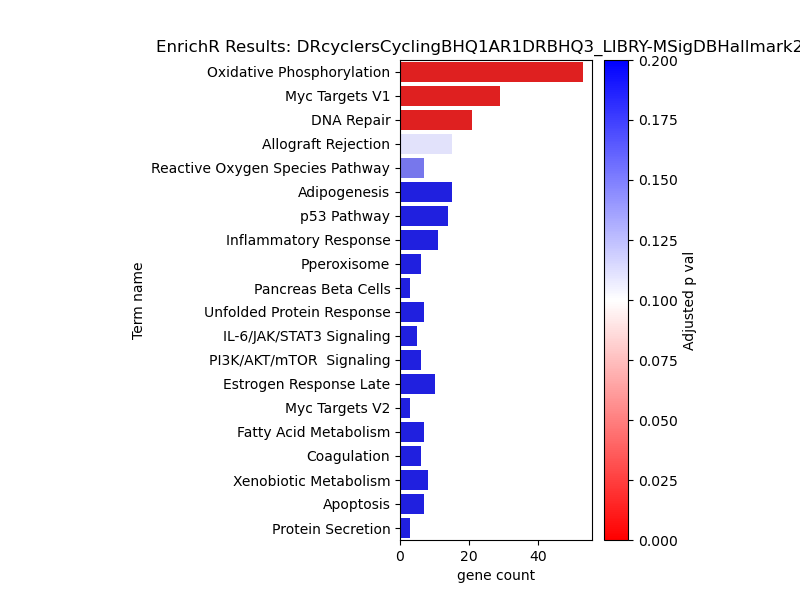 EnrichR Results: DRcyclersCyclingBHQ1AR1DRBHQ3_LIBRY-MSigDBHallmark2
Term name
Oxidative Phosphorylation
Myc Targets V1
DNA Repair
Allograft Rejection
Reactive Oxygen Species Pathway
Adipogenesis
p53 Pathway
Inflammatory Response
Pperoxisome
Pancreas Beta Cells
Unfolded Protein Response
IL-6/JAK/STAT3 Signaling
PI3K/AKT/mTOR  Signaling
Estrogen Response Late
Myc Targets V2
Fatty Acid Metabolism
Coagulation
Xenobiotic Metabolism
Apoptosis
Protein Secretion
0 20 40
gene count
0.200
0.175
0.150
0.125
0.100
0.075
0.050
0.025
0.000
Adjusted p val